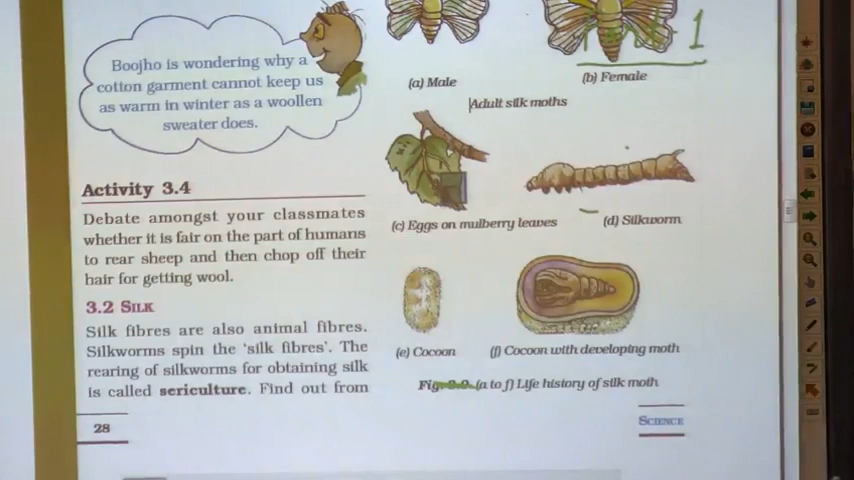 Boojho is wondering why a
cotton garment cannot keep us
as warm in winter as a woollen
sweater does.
Activity 3.4
Debate amongst your classmates
whether it is fair on the part of humans
to rear sheep and then chop off their
hair for getting wool.
3.2 SILK
Silk fibres are also animal fibres.
Silkworms spin the ‘silk fibres’. The
rearing of silkworms for obtaining silk
is called sericulture. Find out from
28
1
(a) Male
(b) Female
Adult silk moths
(c) Eggs on mulberry leaves
(d) Silkworm
(e) Cocoon
(f) Cocoon with developing moth
Fig. (a to f) Life history of silk moth
SCIENCE